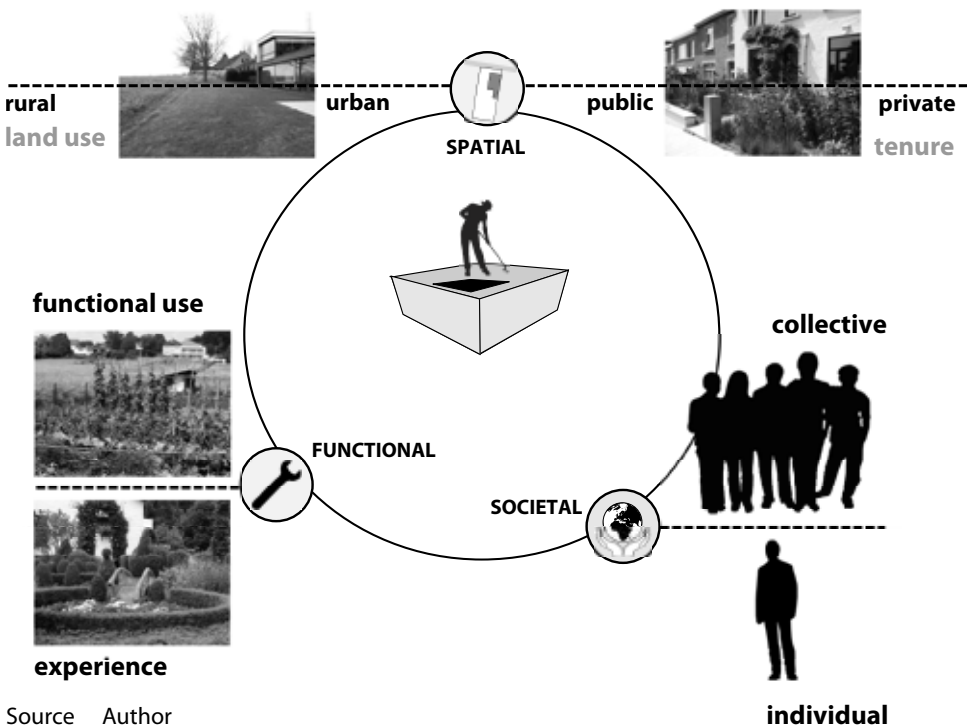 rural
urban
public
private
land use
tenure
SPATIAL
functional use
collective
FUNCTIONAL
SOCIETAL
experience
individual
Source Author